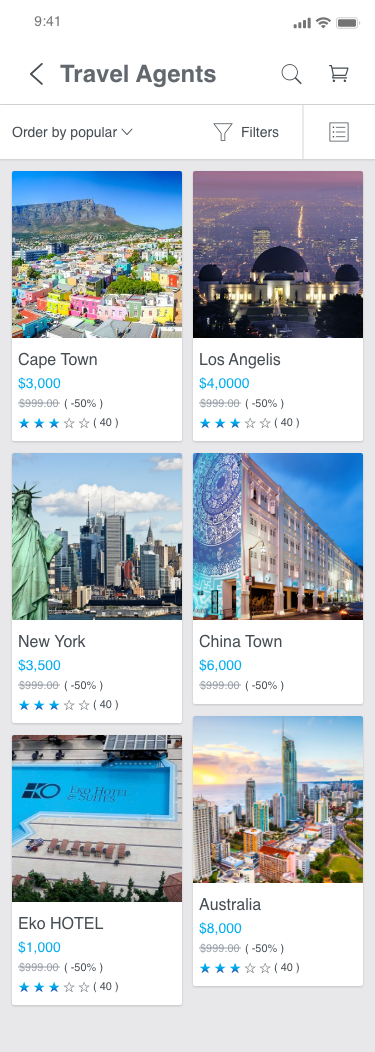 9:41
Travel Agents
Order by popular
Filters
Cape Town
$3,000
$999.00 ( -50% )
( 40 )
Los Angelis
$4,0000
$999.00 ( -50% )
( 40 )
New York
$3,500
$999.00 ( -50% )
( 40 )
China Town
$6,000
$999.00 ( -50% )
EKO HOTEL
& SUITES
Eko HOTEL
$1,000
$999.00 ( -50% )
( 40 )
Australia
$8,000
$999.00 ( -50% )
( 40 )